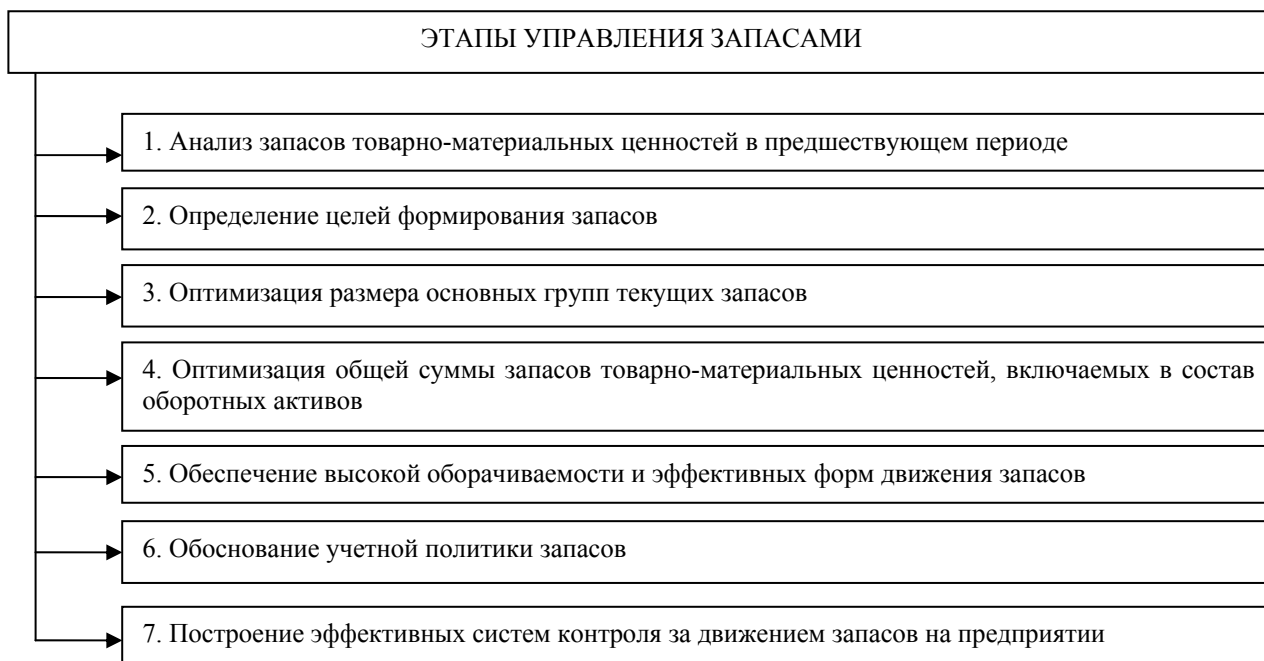 ЭТАПЫ УПРАВЛЕНИЯ ЗАПАСАМИ
1. Анализ запасов товарно-материальных ценностей в предшествующем периоде
2. Определение целей формирования запасов
3. Оптимизация размера основных групп текущих запасов
4. Оптимизация общей суммы запасов товарно-материальных ценностей, включаемых в состав
оборотных активов
5. Обеспечение высокой оборачиваемости и эффективных форм движения запасов
6. Обоснование учетной политики запасов
7. Построение эффективных систем контроля за движением запасов на предприятии